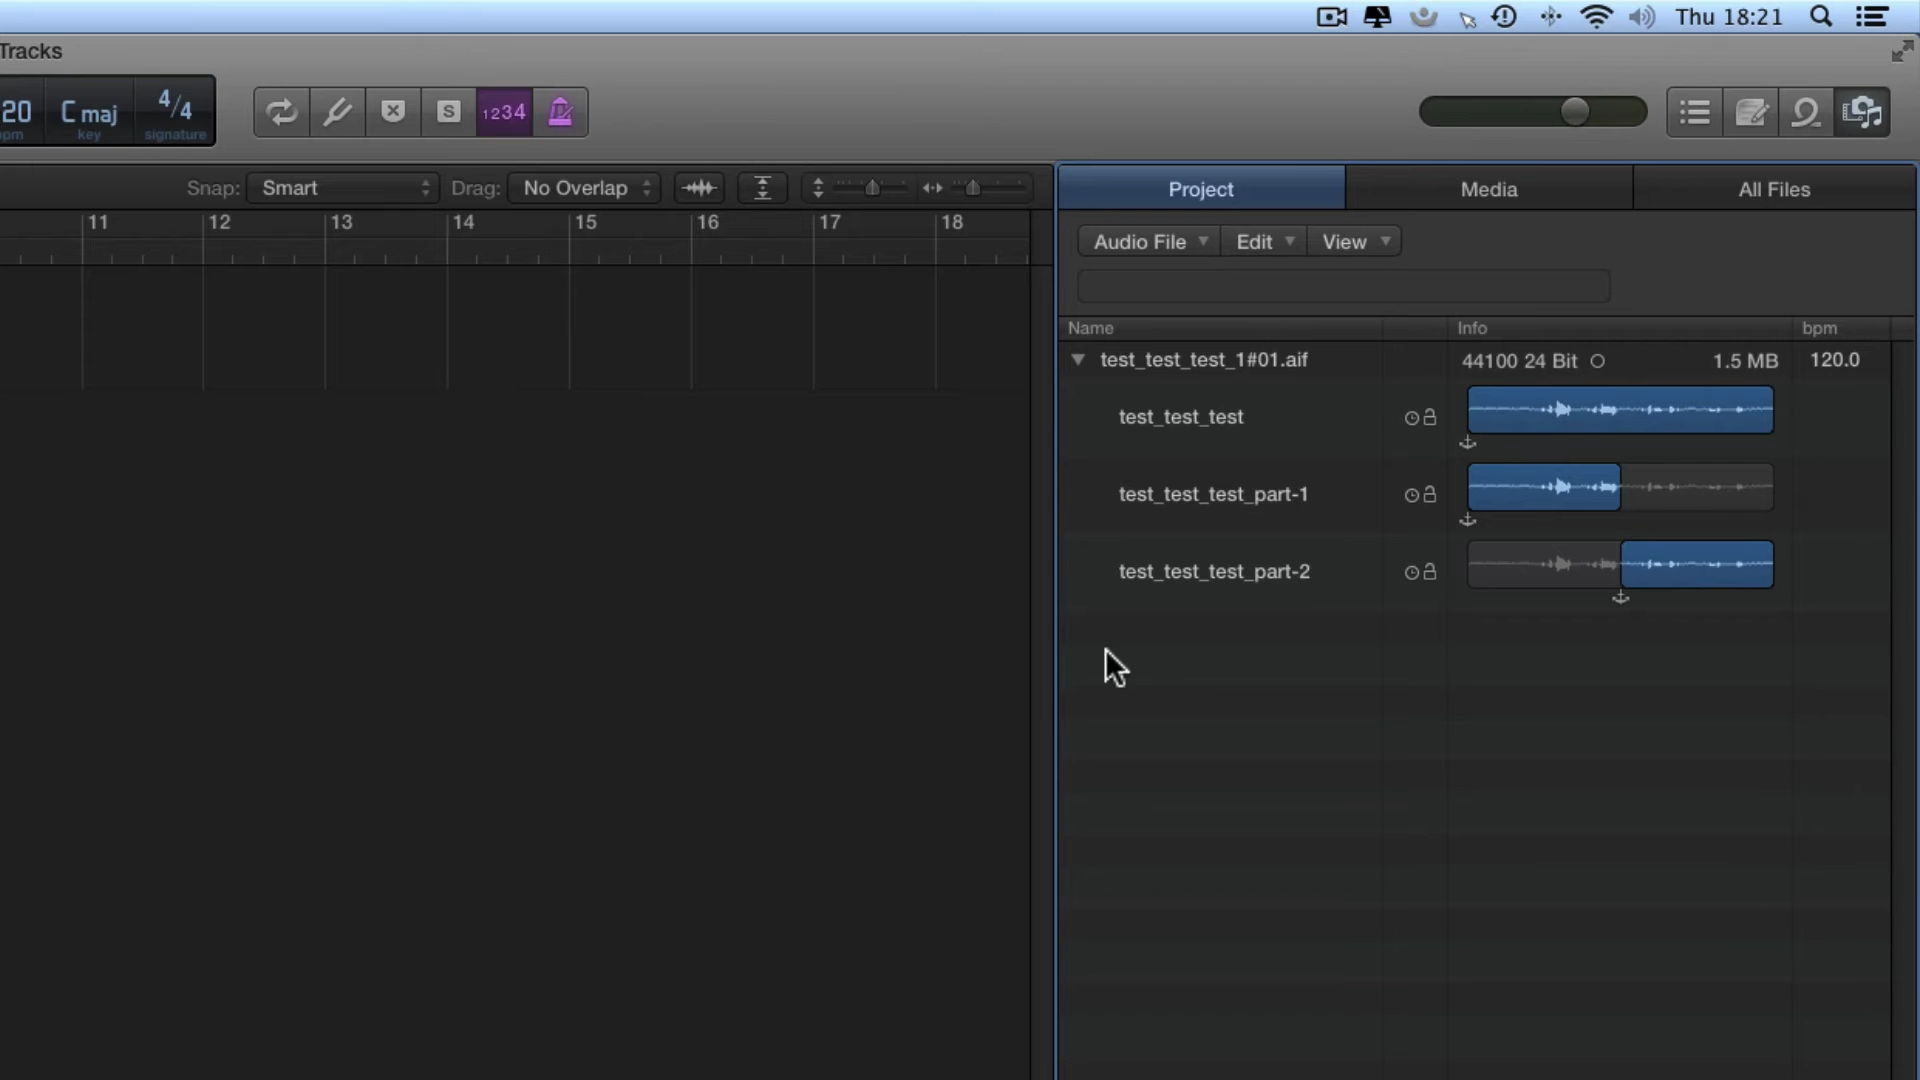 Thu 18:21
Tracks
20 C maj 4/4
bpm key signature
S 1234
Snap: Smart Drag: No Overlap
Project Media All Files
11 12 13 14 15 16 17 18
Audio File Edit View
Name Info bpm
test_test_test_1#01.aif 44100 24 Bit 1.5 MB 120.0
test_test_test
test_test_test_part-1
test_test_test_part-2